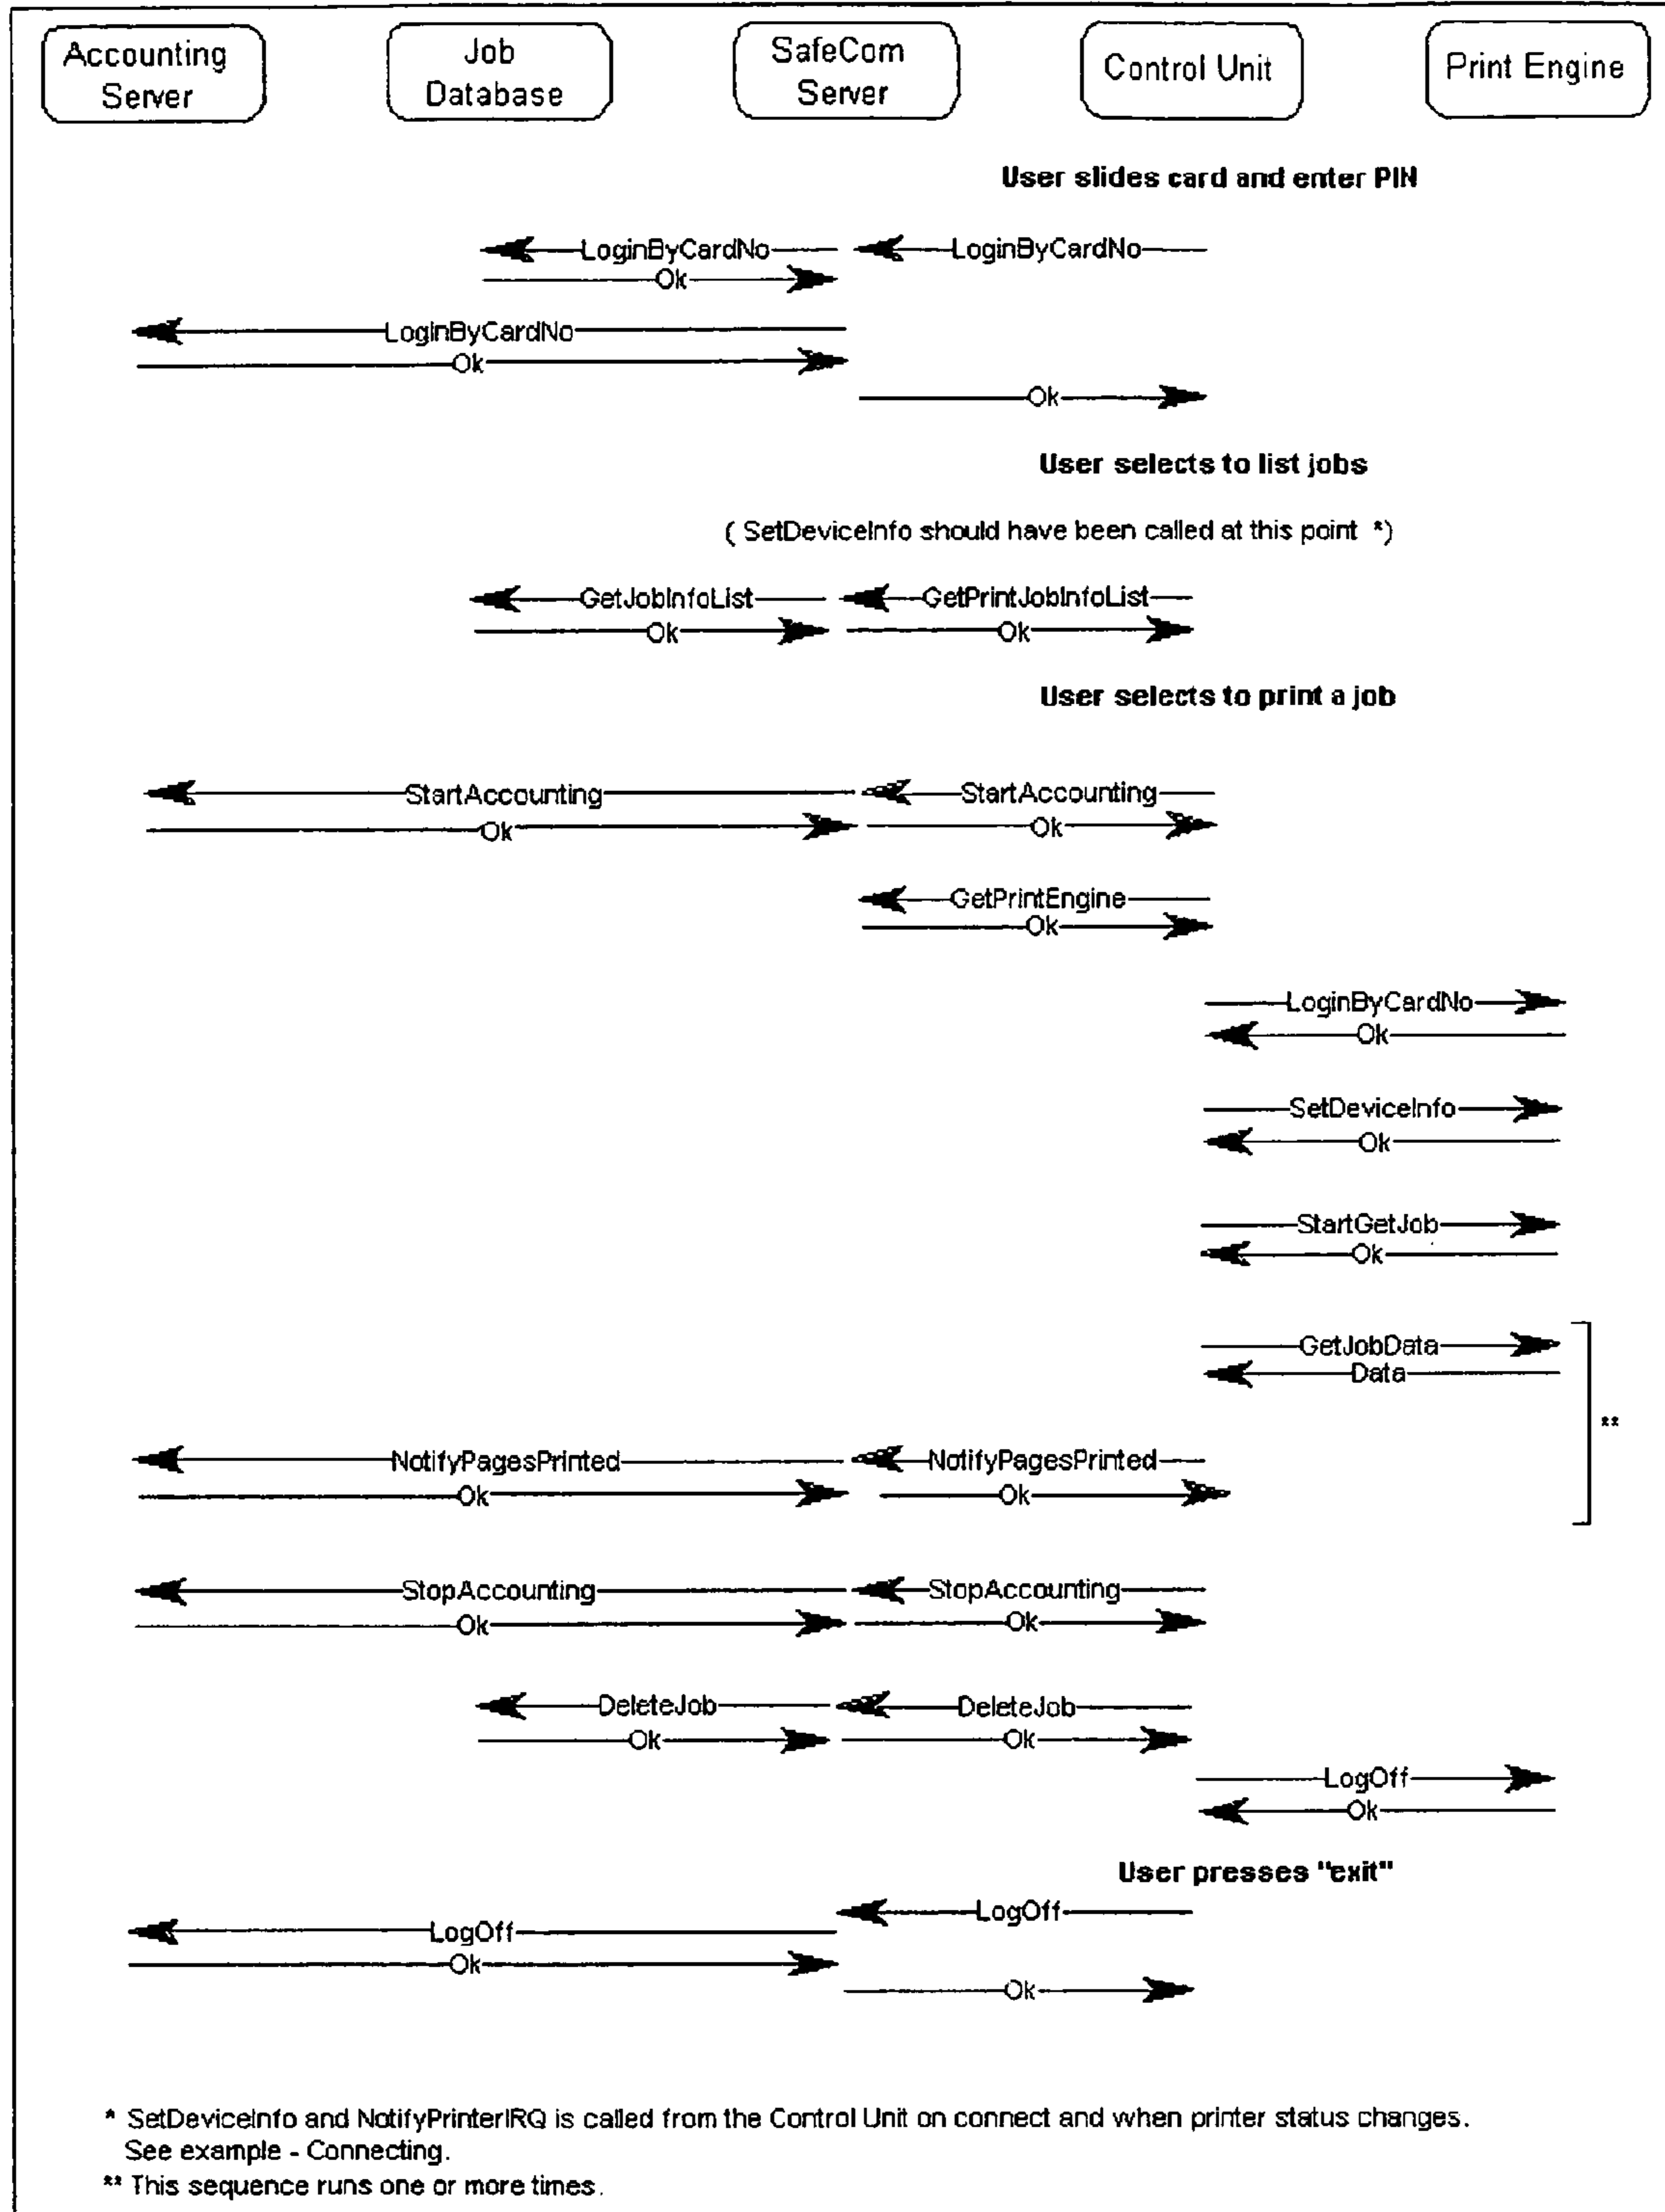 Accounting Server
Job Database
SafeCom Server
Control Unit
Print Engine
User slides card and enter PIN
LoginByCardNo LoginByCardNo
Ok
LoginByCardNo
Ok
Ok
User selects to list jobs
( SetDeviceInfo should have been called at this point *)
GetJobInfoList GetPrintJobInfoList
Ok Ok
User selects to print a job
StartAccounting StartAccounting
Ok Ok
GetPrintEngine
Ok
LoginByCardNo
Ok
SetDeviceInfo
Ok
StartGetJob
Ok
GetJobData
Data
**
NotifyPagesPrinted NotifyPagesPrinted
Ok Ok
StopAccounting StopAccounting
Ok Ok
DeleteJob DeleteJob
Ok Ok
LogOff
Ok
User presses "exit"
LogOff
LogOff
Ok
Ok
* SetDeviceInfo and NotifyPrinterIRQ is called from the Control Unit on connect and when printer status changes.
See example - Connecting.
** This sequence runs one or more times.